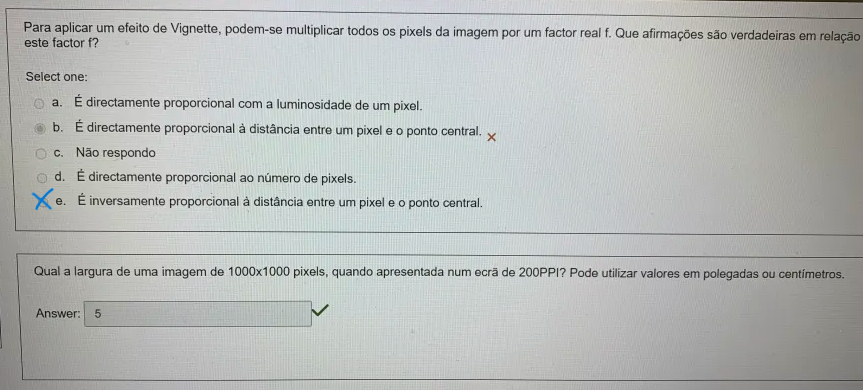 Para aplicar um efeito de Vignette, podem-se multiplicar todos os pixels da imagem por um factor real f. Que afirmações são verdadeiras em relação
este factor f?
Select one:
a. É directamente proporcional com a luminosidade de um pixel.
b. É directamente proporcional à distância entre um pixel e o ponto central.
c. Não respondo
d. É directamente proporcional ao número de pixels.
e. É inversamente proporcional à distância entre um pixel e o ponto central.
Qual a largura de uma imagem de 1000x1000 pixels, quando apresentada num ecrã de 200PPI? Pode utilizar valores em polegadas ou centímetros.
Answer: 5